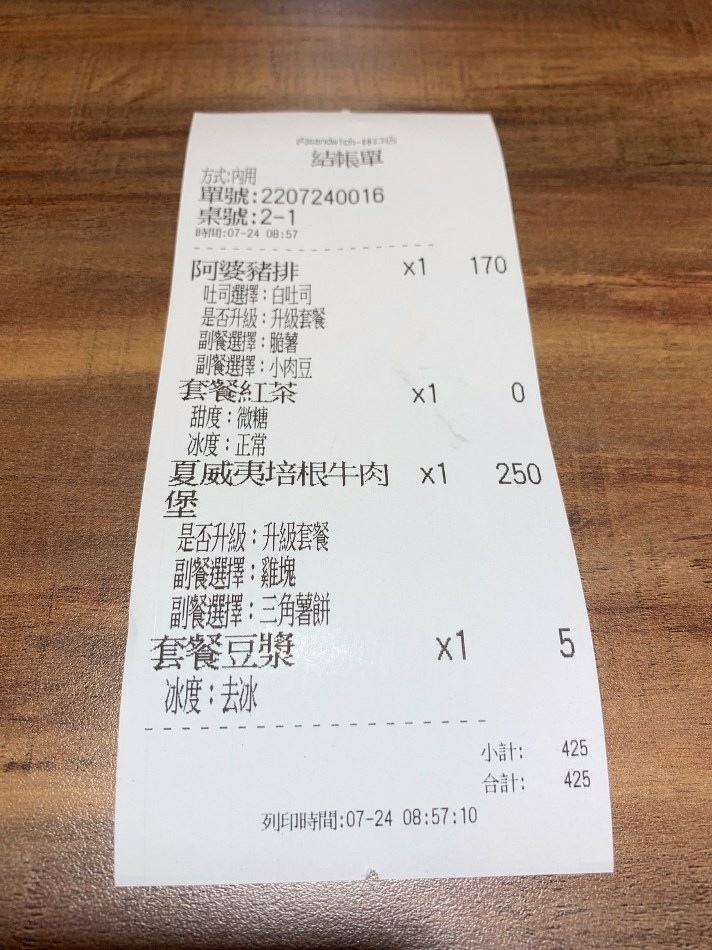 結帳單
方式:內用
單號:2207240016
桌號:2-1
時間:07-24 08:57
阿婆豬排 x1 170
吐司選擇：白吐司
是否升級：升級套餐
副餐選擇：脆薯
副餐選擇：小肉豆
套餐紅茶 x1 0
甜度：微糖
冰度：正常
夏威夷培根牛肉 x1 250
堡
是否升級：升級套餐
副餐選擇：雞塊
副餐選擇：三角薯餅
套餐豆漿 x1 5
冰度：去冰
小計: 425
合計: 425
列印時間:07-24 08:57:10